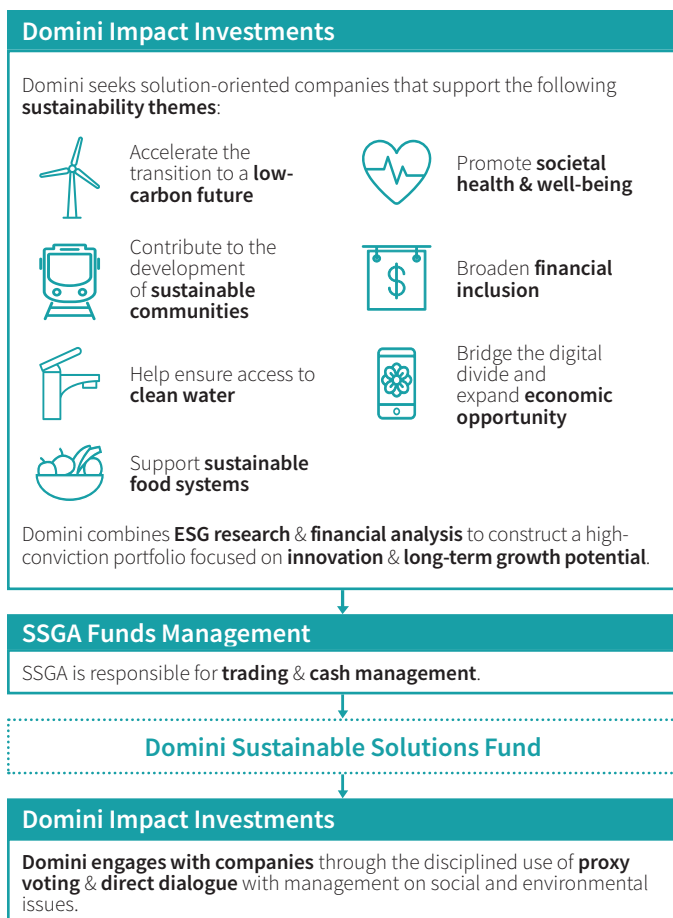 Domini Impact Investments
Domini seeks solution-oriented companies that support the following
sustainability themes:
Accelerate the
transition to a low-
carbon future
Promote societal
health & well-being
Contribute to the
development
of sustainable
communities
$
Broaden financial
inclusion
Help ensure access to
clean water
Bridge the digital
divide and
expand economic
opportunity
Support sustainable
food systems
Domini combines ESG research & financial analysis to construct a high-
conviction portfolio focused on innovation & long-term growth potential.
SSGA Funds Management
SSGA is responsible for trading & cash management.
Domini Sustainable Solutions Fund
Domini Impact Investments
Domini engages with companies through the disciplined use of proxy
voting & direct dialogue with management on social and environmental
issues.